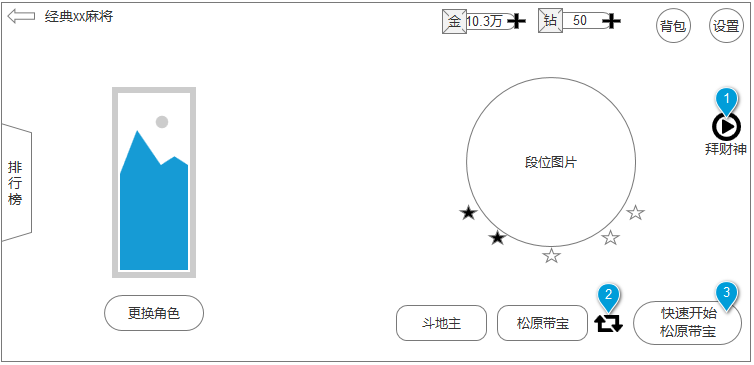 经典xx麻将
金 10.3万
钻 50
背包
设置
1
拜财神
排
行
榜
段位图片
更换角色
斗地主
松原带宝
2
3
快速开始
松原带宝